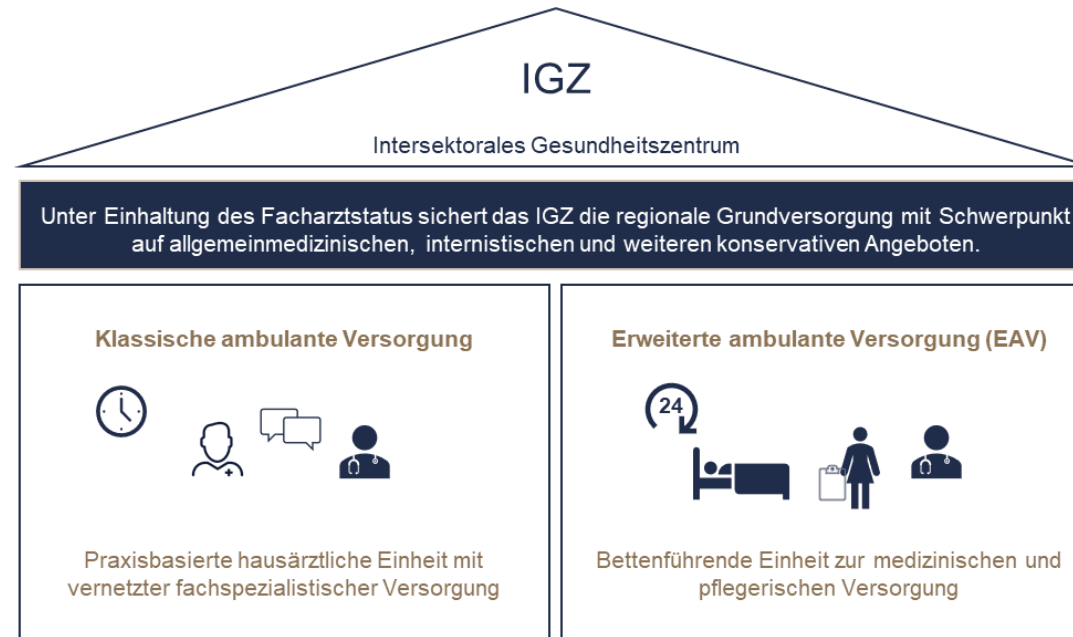 IGZ
Intersektorales Gesundheitszentrum
Unter Einhaltung des Facharztstatus sichert das IGZ die regionale Grundversorgung mit Schwerpunkt
auf allgemeinmedizinischen, internistischen und weiteren konservativen Angeboten.
Klassische ambulante Versorgung
Praxisbasierte hausärztliche Einheit mit
vernetzter fachspezialistischer Versorgung
Erweiterte ambulante Versorgung (EAV)
24
Bettenführende Einheit zur medizinischen und
pflegerischen Versorgung